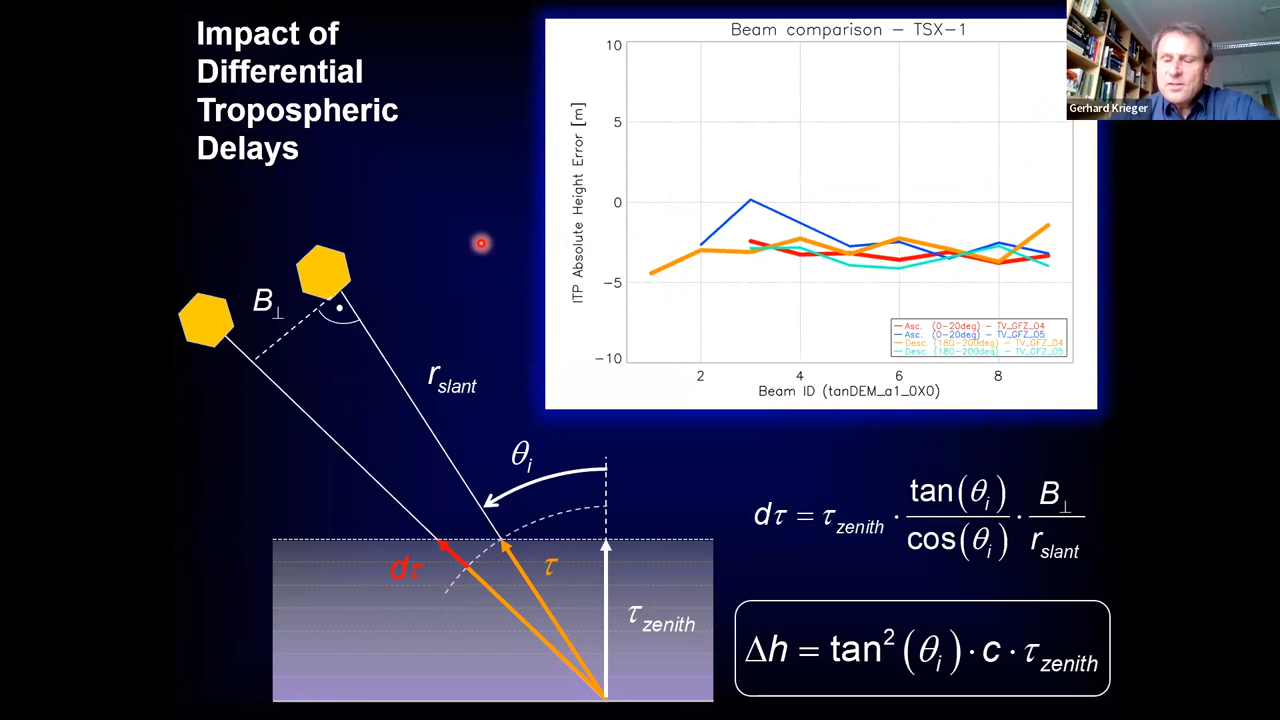 Impact of
Differential
Tropospheric
Delays
Beam comparison – TSX-1
Gerhard Krieger
ITP Absolute Height Error [m]
10
5
0
−5
−10
2
4
6
8
Beam ID (tanDEM_a1_0X0)
Asc. (0-20deg) – TV_GFZ_04
Asc. (0-20deg) – TV_GFZ_05
Desc. (180-200deg) – TV_GFZ_04
Desc. (180-200deg) – TV_GFZ_05
B⊥
r slant
θi
dτ
τ
τ zenith
dτ = τ zenith · tan(θi) / cos(θi) · B⊥ / r slant
Δh = tan²(θi) · c · τ zenith